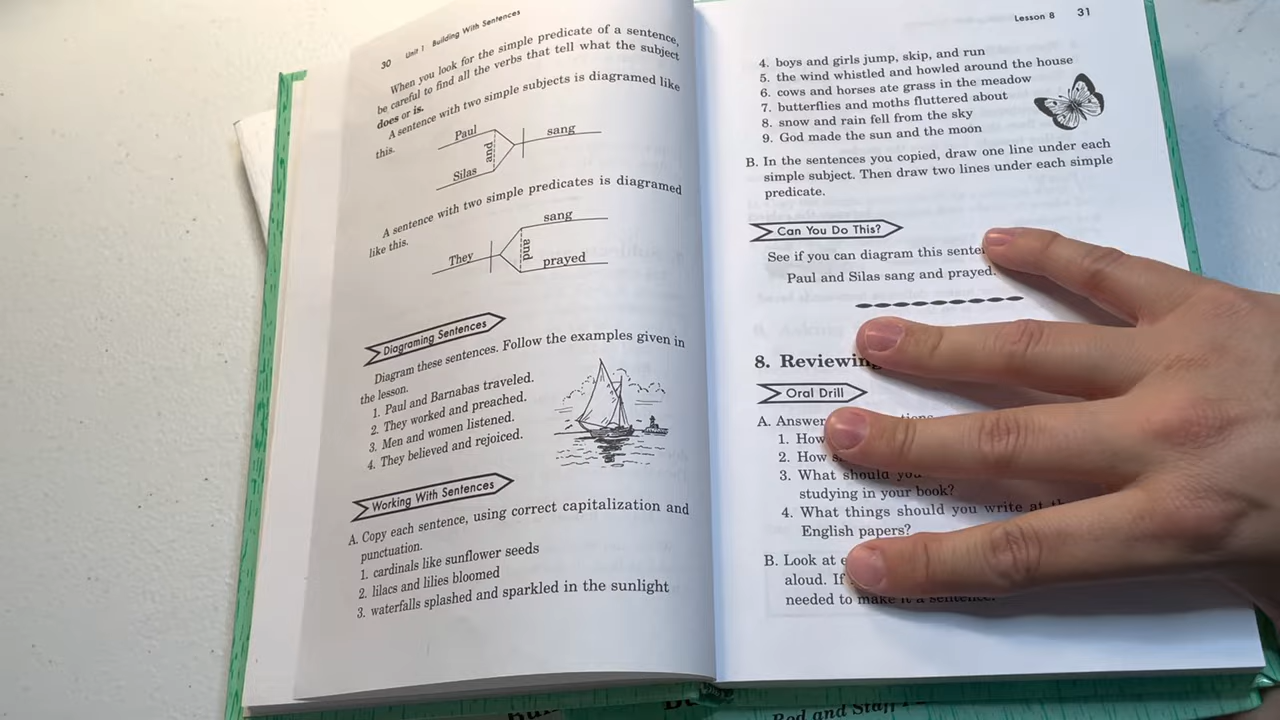 30 Unit 1 Building With Sentences
When you look for the simple predicate of a sentence,
be careful to find all the verbs that tell what the subject
does or is.
A sentence with two simple subjects is diagramed like
this.
Paul
and
Silas
sang
A sentence with two simple predicates is diagramed
like this.
They
sang
and
prayed
Diagraming Sentences
Diagram these sentences. Follow the examples given in
the lesson.
1. Paul and Barnabas traveled.
2. They worked and preached.
3. Men and women listened.
4. They believed and rejoiced.
Working With Sentences
A. Copy each sentence, using correct capitalization and
punctuation.
1. cardinals like sunflower seeds
2. lilacs and lilies bloomed
3. waterfalls splashed and sparkled in the sunlight
Lesson 8 31
4. boys and girls jump, skip, and run
5. the wind whistled and howled around the house
6. cows and horses ate grass in the meadow
7. butterflies and moths fluttered about
8. snow and rain fell from the sky
9. God made the sun and the moon
B. In the sentences you copied, draw one line under each
simple subject. Then draw two lines under each simple
predicate.
Can You Do This?
See if you can diagram this
Paul and Silas sang and prayed.
8. Reviewing
Oral Drill
A. Answer
1. How
2. How
3. What should you
studying in your book?
4. What things should you write at
English papers?
B. Look at
aloud. If
needed to make it a sentence.
Rod and Staff